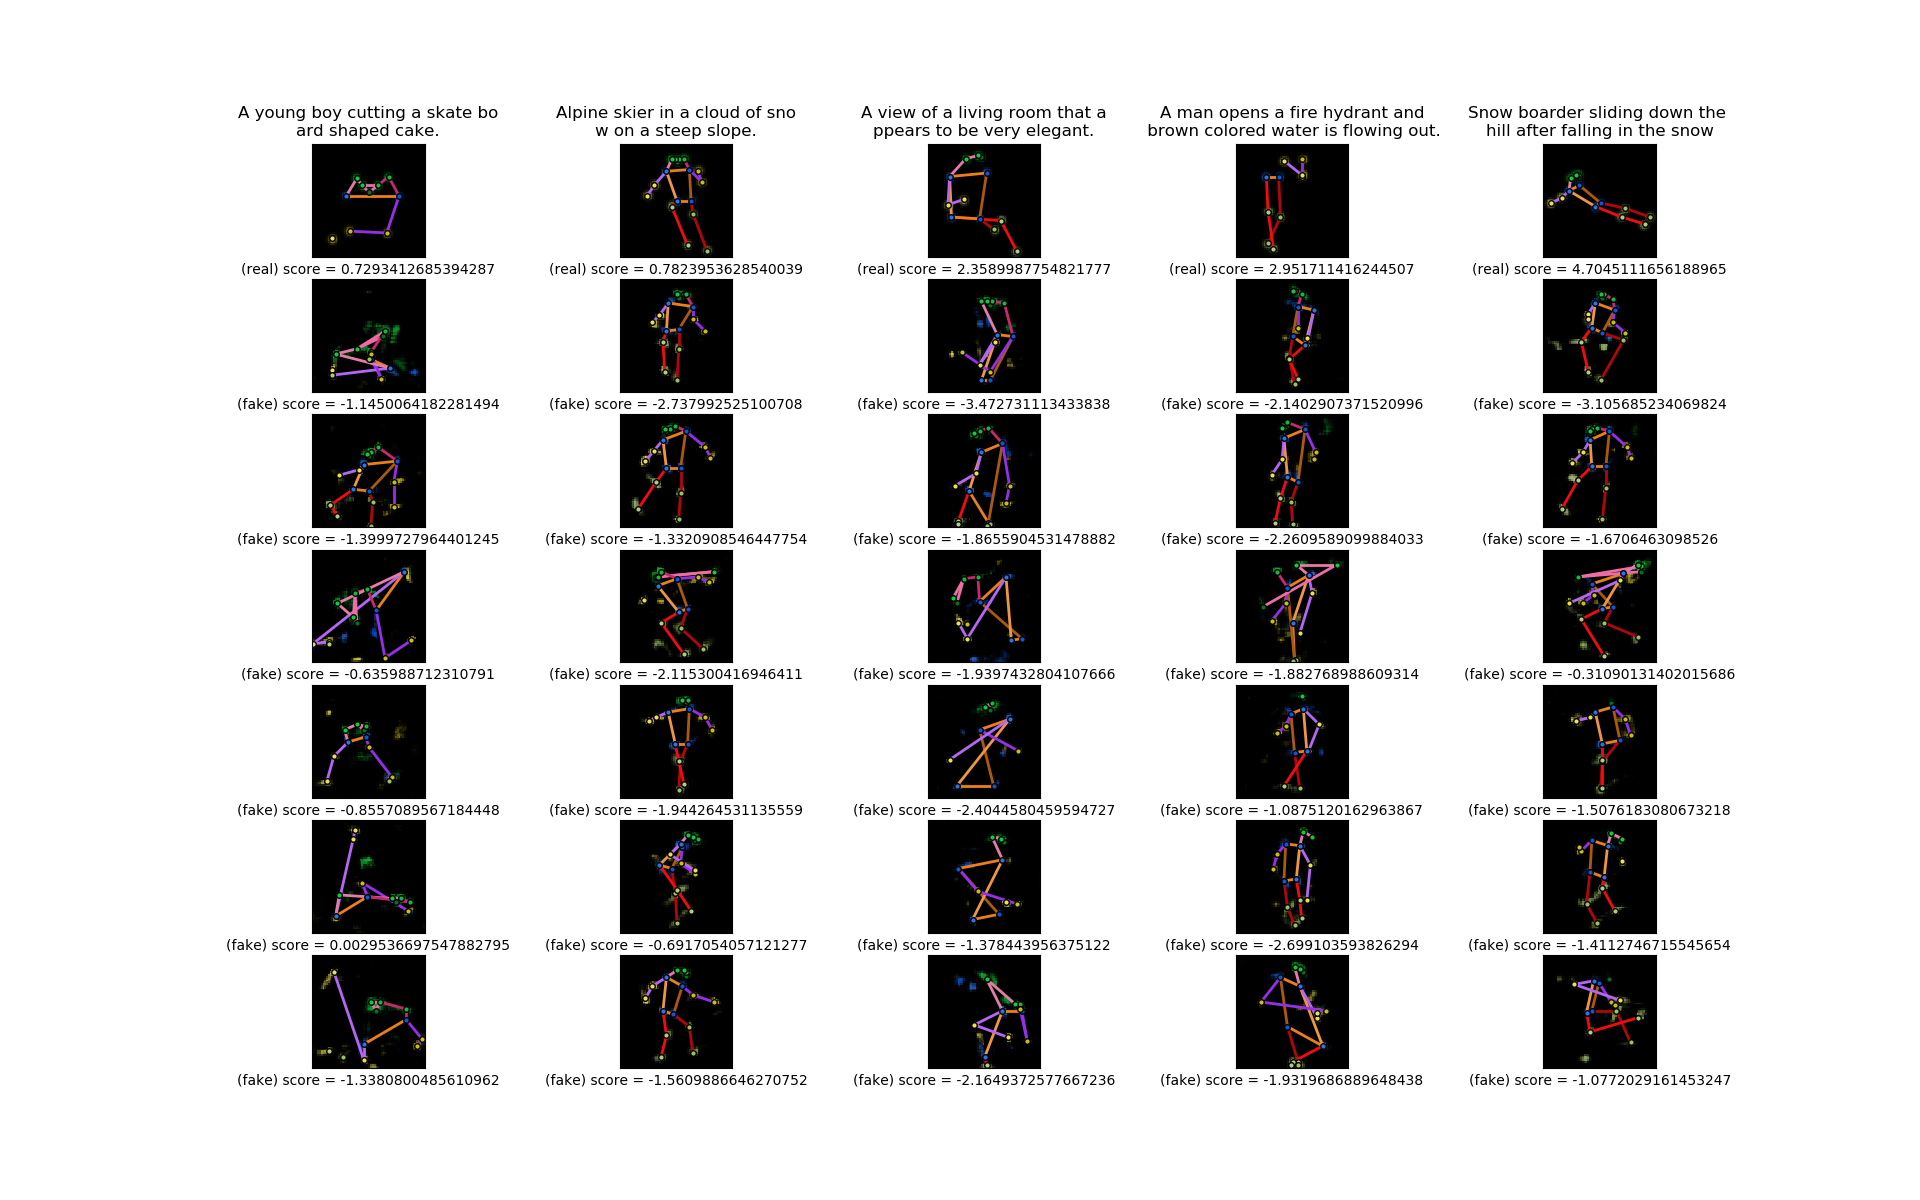 A young boy cutting a skate bo
ard shaped cake.
Alpine skier in a cloud of sno
w on a steep slope.
A view of a living room that a
ppears to be very elegant.
A man opens a fire hydrant and
brown colored water is flowing out.
Snow boarder sliding down the
hill after falling in the snow
(real) score = 0.7293412685394287
(real) score = 0.7823953628540039
(real) score = 2.3589987754821777
(real) score = 2.951711416244507
(real) score = 4.7045111656188965
(fake) score = -1.1450064182281494
(fake) score = -2.737992525100708
(fake) score = -3.472731113433838
(fake) score = -2.1402907371520996
(fake) score = -3.105685234069824
(fake) score = -1.3999727964401245
(fake) score = -1.3320908546447754
(fake) score = -1.8655904531478882
(fake) score = -2.2609589099884033
(fake) score = -1.6706463098526
(fake) score = -0.635988712310791
(fake) score = -2.115300416946411
(fake) score = -1.9397432804107666
(fake) score = -1.882768988609314
(fake) score = -0.31090131402015686
(fake) score = -0.8557089567184448
(fake) score = -1.944264531135559
(fake) score = -2.4044580459594727
(fake) score = -1.0875120162963867
(fake) score = -1.5076183080673218
(fake) score = 0.0029536697547882795
(fake) score = -0.6917054057121277
(fake) score = -1.378443956375122
(fake) score = -2.699103593826294
(fake) score = -1.4112746715545654
(fake) score = -1.3380800485610962
(fake) score = -1.5609886646270752
(fake) score = -2.1649372577667236
(fake) score = -1.9319686889648438
(fake) score = -1.0772029161453247